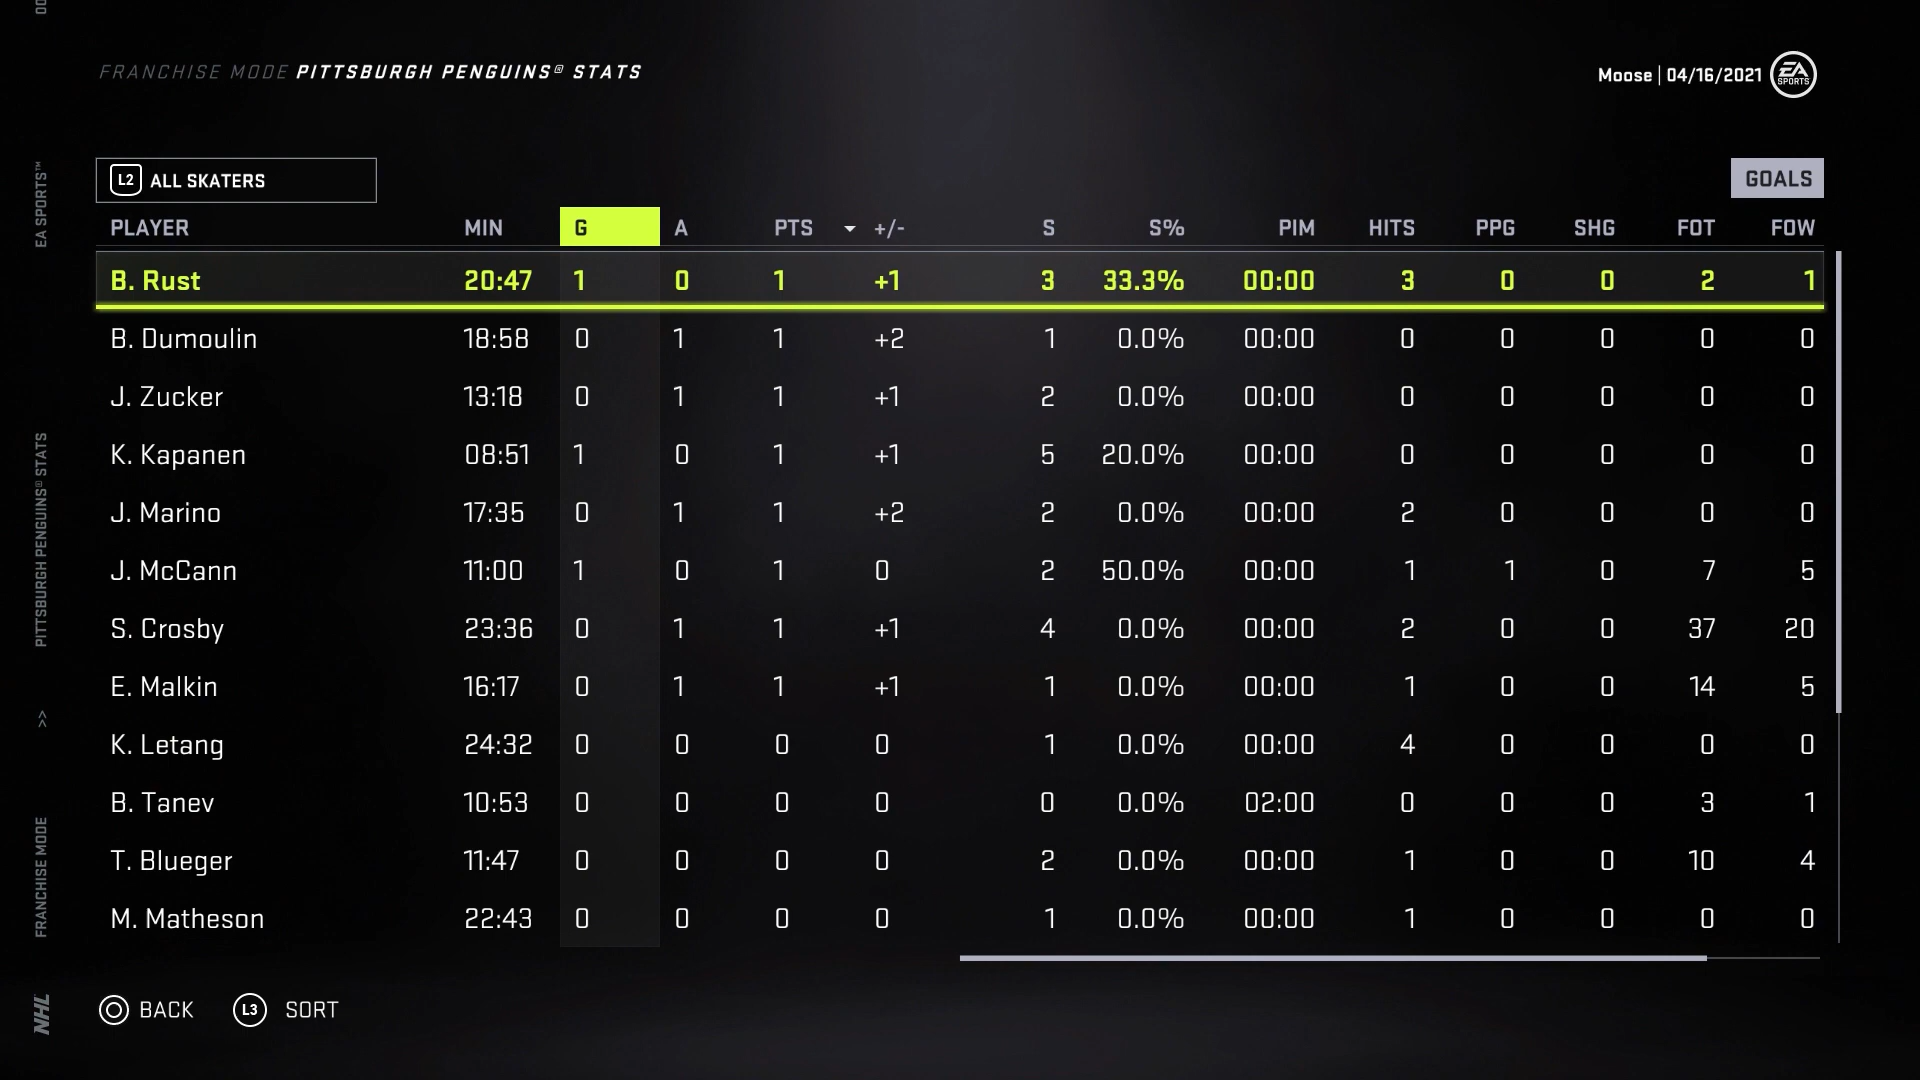 FRANCHISE MODE PITTSBURGH PENGUINS® STATS
Moose | 04/16/2021 EA SPORTS
L2 ALL SKATERS
GOALS
PLAYER MIN G A PTS +/- S S% PIM HITS PPG SHG FOT FOW
B. Rust 20:47 1 0 1 +1 3 33.3% 00:00 3 0 0 2 1
B. Dumoulin 18:58 0 1 1 +2 1 0.0% 00:00 0 0 0 0 0
J. Zucker 13:18 0 1 1 +1 2 0.0% 00:00 0 0 0 0 0
K. Kapanen 08:51 1 0 1 +1 5 20.0% 00:00 0 0 0 0 0
J. Marino 17:35 0 1 1 +2 2 0.0% 00:00 2 0 0 0 0
J. McCann 11:00 1 0 1 0 2 50.0% 00:00 1 1 0 7 5
S. Crosby 23:36 0 1 1 +1 4 0.0% 00:00 2 0 0 37 20
E. Malkin 16:17 0 1 1 +1 1 0.0% 00:00 1 0 0 14 5
K. Letang 24:32 0 0 0 0 1 0.0% 00:00 4 0 0 0 0
B. Tanev 10:53 0 0 0 0 0 0.0% 02:00 0 0 0 3 1
T. Blueger 11:47 0 0 0 0 2 0.0% 00:00 1 0 0 10 4
M. Matheson 22:43 0 0 0 0 1 0.0% 00:00 1 0 0 0 0
BACK L3 SORT
NHL FRANCHISE MODE >> PITTSBURGH PENGUINS® STATS EA SPORTS™